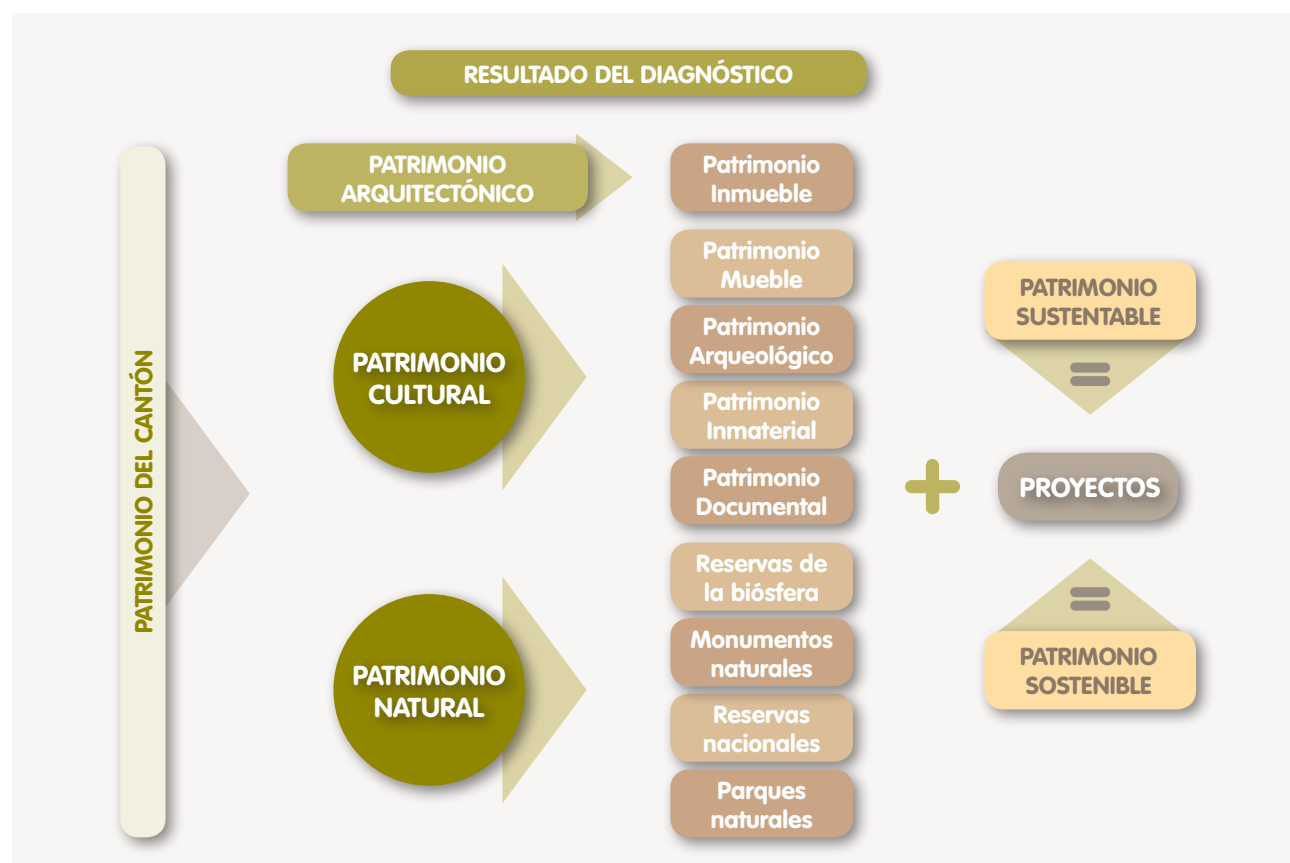 RESULTADO DEL DIAGNÓSTICO
PATRIMONIO DEL CANTÓN
PATRIMONIO
ARQUITECTÓNICO
PATRIMONIO
CULTURAL
PATRIMONIO
NATURAL
Patrimonio
Inmueble
Patrimonio
Mueble
Patrimonio
Arqueológico
Patrimonio
Inmaterial
Patrimonio
Documental
Reservas de
la biósfera
Monumentos
naturales
Reservas
nacionales
Parques
naturales
+
PATRIMONIO
SUSTENTABLE
=
PROYECTOS
=
PATRIMONIO
SOSTENIBLE